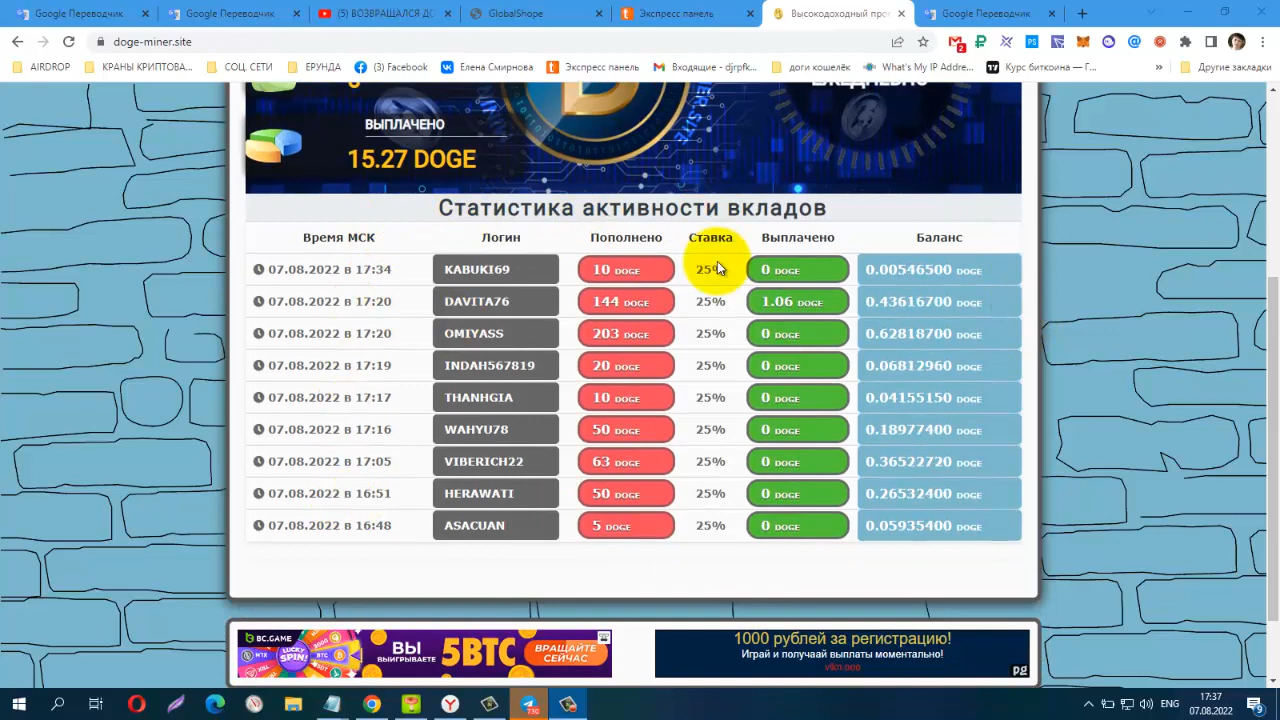 Google Переводчик
Google Переводчик
(5) ВОЗВРАЩАЛСЯ ДО
GlobalShope
Экспресс панель
Высокодоходный про
Google Переводчик
doge-miner.site
2
PS
AIRDROP
КРАНЫ КРИПТОВА...
СОЦ. СЕТИ
ЕРУНДА
(3) Facebook
Елена Смирнова
Экспресс панель
Входящие – djrpfk...
доги кошелёк
What's My IP Addre...
Курс биткоина — Г...
»
Другие закладки
ЕЖЕДНЕВНО
ВЫПЛАЧЕНО
15.27 DOGE
Статистика активности вкладов
Время МСК Логин Пополнено Ставка Выплачено Баланс
07.08.2022 в 17:34 KABUKI69 10 DOGE 25% 0 DOGE 0.00546500 DOGE
07.08.2022 в 17:20 DAVITA76 144 DOGE 25% 1.06 DOGE 0.43616700 DOGE
07.08.2022 в 17:20 OMIYASS 203 DOGE 25% 0 DOGE 0.62818700 DOGE
07.08.2022 в 17:19 INDAH567819 20 DOGE 25% 0 DOGE 0.06812960 DOGE
07.08.2022 в 17:17 THANHGIA 10 DOGE 25% 0 DOGE 0.04155150 DOGE
07.08.2022 в 17:16 WAHYU78 50 DOGE 25% 0 DOGE 0.18977400 DOGE
07.08.2022 в 17:05 VIBERICH22 63 DOGE 25% 0 DOGE 0.36522720 DOGE
07.08.2022 в 16:51 HERAWATI 50 DOGE 25% 0 DOGE 0.26532400 DOGE
07.08.2022 в 16:48 ASACUAN 5 DOGE 25% 0 DOGE 0.05935400 DOGE
BC.GAME
LUCKY SPIN!
ВЫ
ВЫИГРЫВАЕТЕ
5BTC
ВРАЩАЙТЕ
СЕЙЧАС
1000 рублей за регистрацию!
Играй и получаай выплаты моментально!
pg
ENG
17:37
07.08.2022